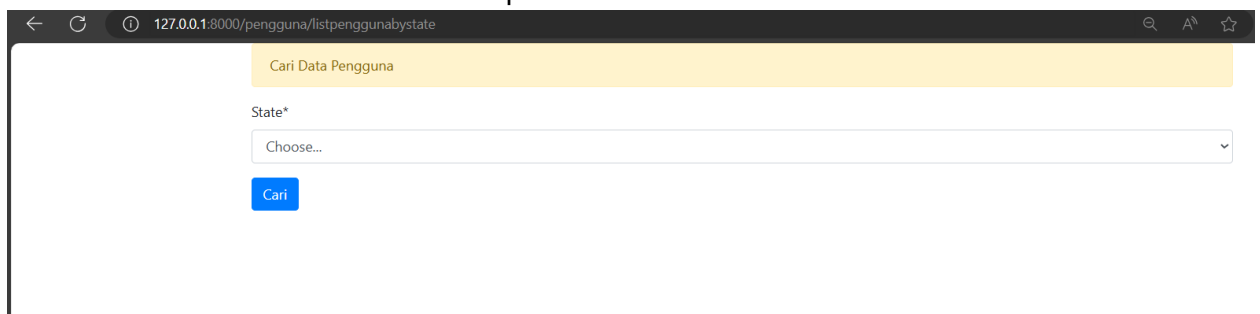 127.0.0.1:8000/pengguna/listpenggunabystate
Cari Data Pengguna
State*
Choose...
Cari